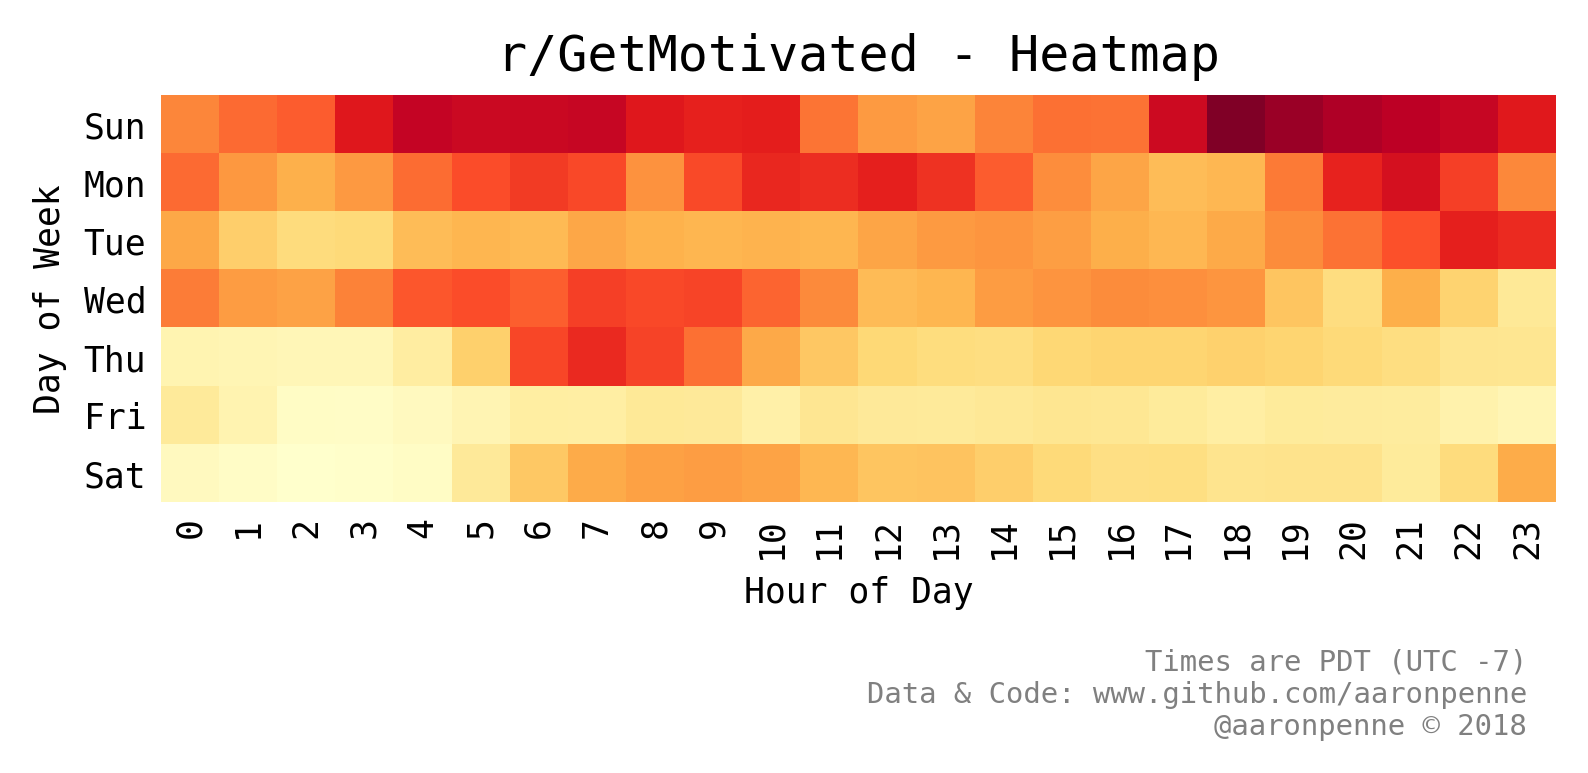 r/GetMotivated - Heatmap
Day of Week
Sun
Mon
Tue
Wed
Thu
Fri
Sat
0 1 2 3 4 5 6 7 8 9 10 11 12 13 14 15 16 17 18 19 20 21 22 23
Hour of Day
Times are PDT (UTC -7)
Data & Code: www.github.com/aaronpenne
@aaronpenne © 2018